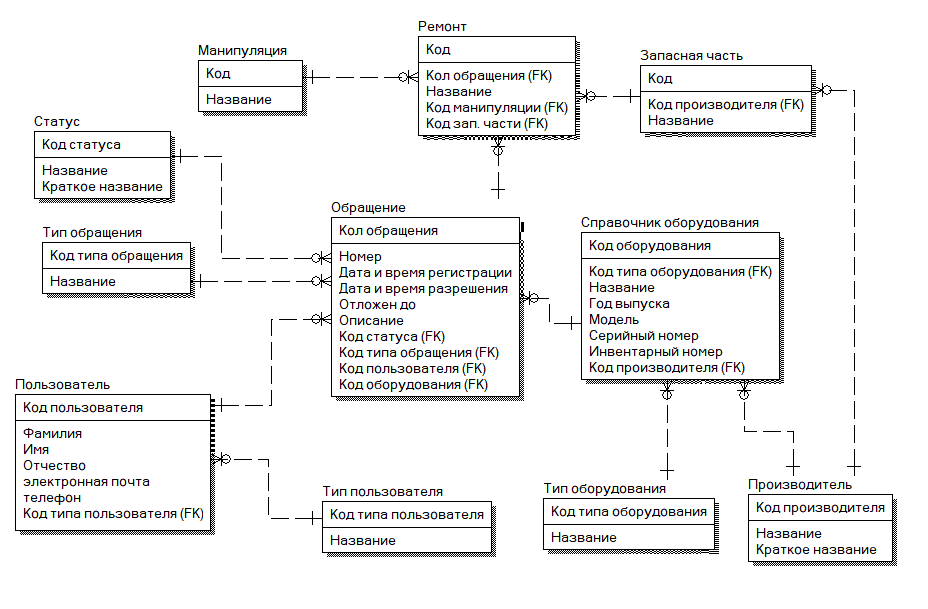 Ремонт
Код
Кол обращения (FK)
Название
Код манипуляции (FK)
Код зап. части (FK)
Манипуляция
Код
Название
Запасная часть
Код
Код производителя (FK)
Название
Статус
Код статуса
Название
Краткое название
Тип обращения
Код типа обращения
Название
Обращение
Кол обращения
Номер
Дата и время регистрации
Дата и время разрешения
Отложен до
Описание
Код статуса (FK)
Код типа обращения (FK)
Код пользователя (FK)
Код оборудования (FK)
Справочник оборудования
Код оборудования
Код типа оборудования (FK)
Название
Год выпуска
Модель
Серийный номер
Инвентарный номер
Код производителя (FK)
Пользователь
Код пользователя
Фамилия
Имя
Отчество
электронная почта
телефон
Код типа пользователя (FK)
Тип пользователя
Код типа пользователя
Название
Тип оборудования
Код типа оборудования
Название
Производитель
Код производителя
Название
Краткое название